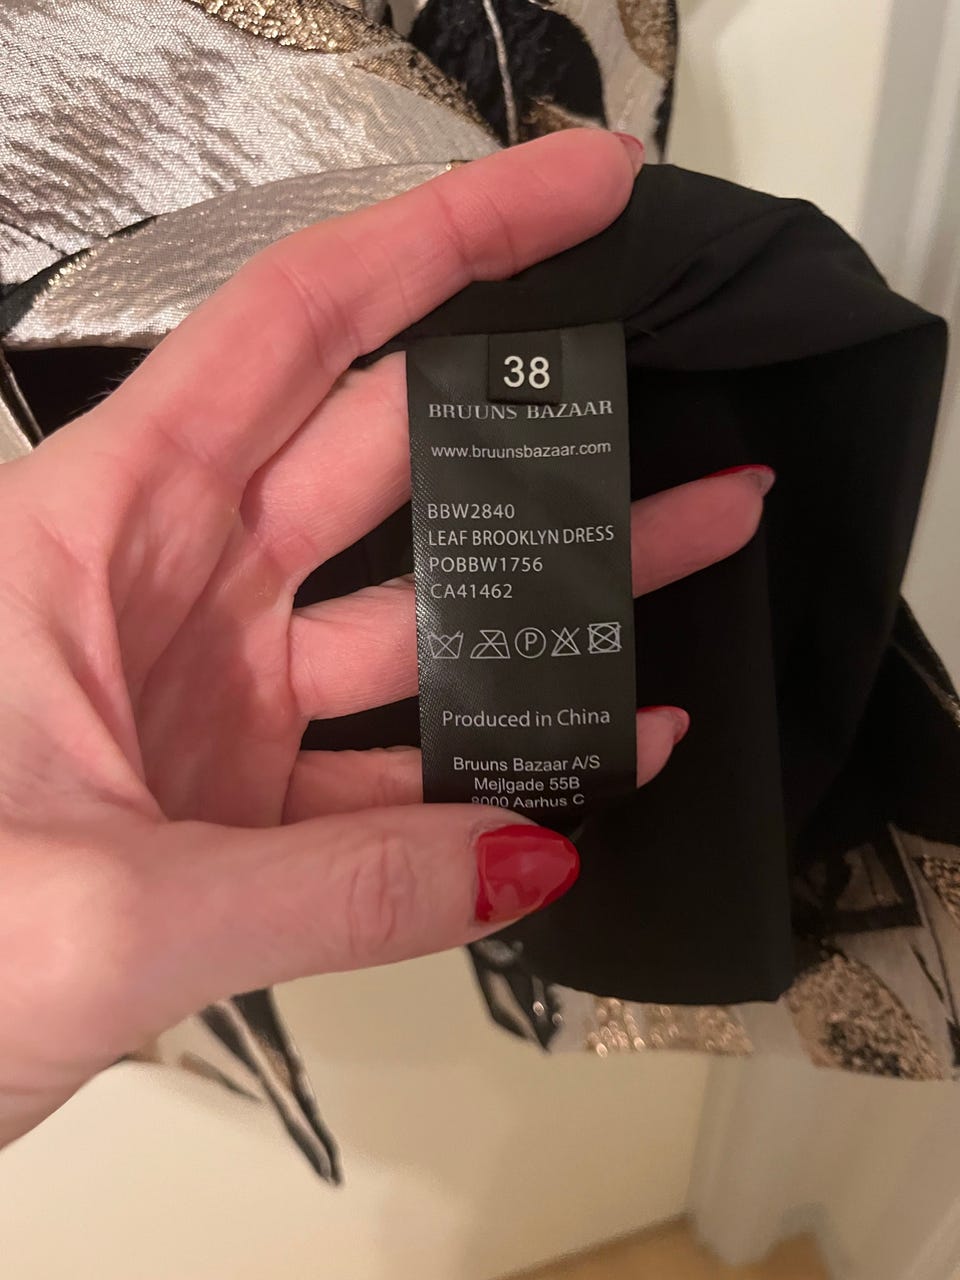 38
BRUUNS BAZAAR
www.bruunsbazaar.com
BBW2840
LEAF BROOKLYN DRESS
POBBW1756
CA41462
P
Produced in China
Bruuns Bazaar A/S
Mejlgade 55B
8000 Aarhus C